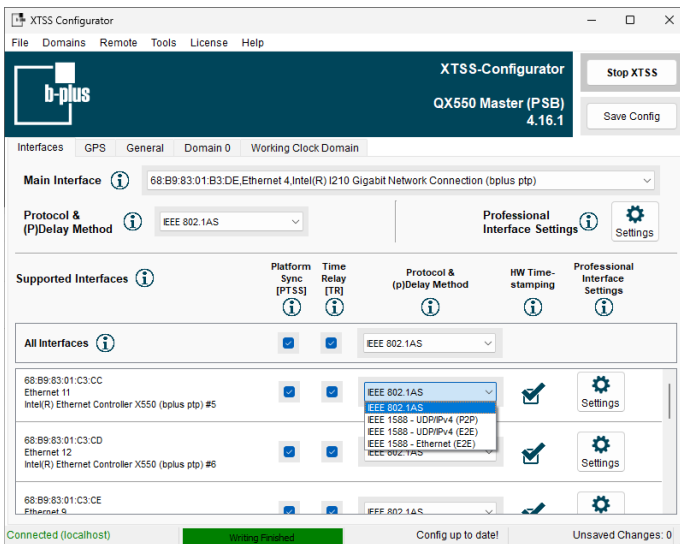 XTSS Configurator
File Domains Remote Tools License Help
b-plus
XTSS-Configurator
QX550 Master (PSB)
4.16.1
Stop XTSS
Save Config
Interfaces GPS General Domain 0 Working Clock Domain
Main Interface i 68:B9:83:01:B3:DE,Ethernet 4,Intel(R) I210 Gigabit Network Connection (bplus ptp)
Protocol &
(P)Delay Method i IEEE 802.1AS
Professional
Interface Settings i Settings
Supported Interfaces i
Platform
Sync
[PTSS]
i
Time
Relay
[TR]
i
Protocol &
(p)Delay Method
i
HW Time-
stamping
i
Professional
Interface
Settings
i
All Interfaces i IEEE 802.1AS
68:B9:83:01:C3:CC
Ethernet 11
Intel(R) Ethernet Controller X550 (bplus ptp) #5
IEEE 802.1AS
Settings
IEEE 802.1AS
IEEE 1588 - UDP/IPv4 (P2P)
IEEE 1588 - UDP/IPv4 (E2E)
IEEE 1588 - Ethernet (E2E)
68:B9:83:01:C3:CD
Ethernet 12
Intel(R) Ethernet Controller X550 (bplus ptp) #6
IEEE 802.1AS
Settings
68:B9:83:01:C3:CE
Ethernet 9
IEEE 802.1AS
Connected (localhost) Writing Finished Config up to date! Unsaved Changes: 0